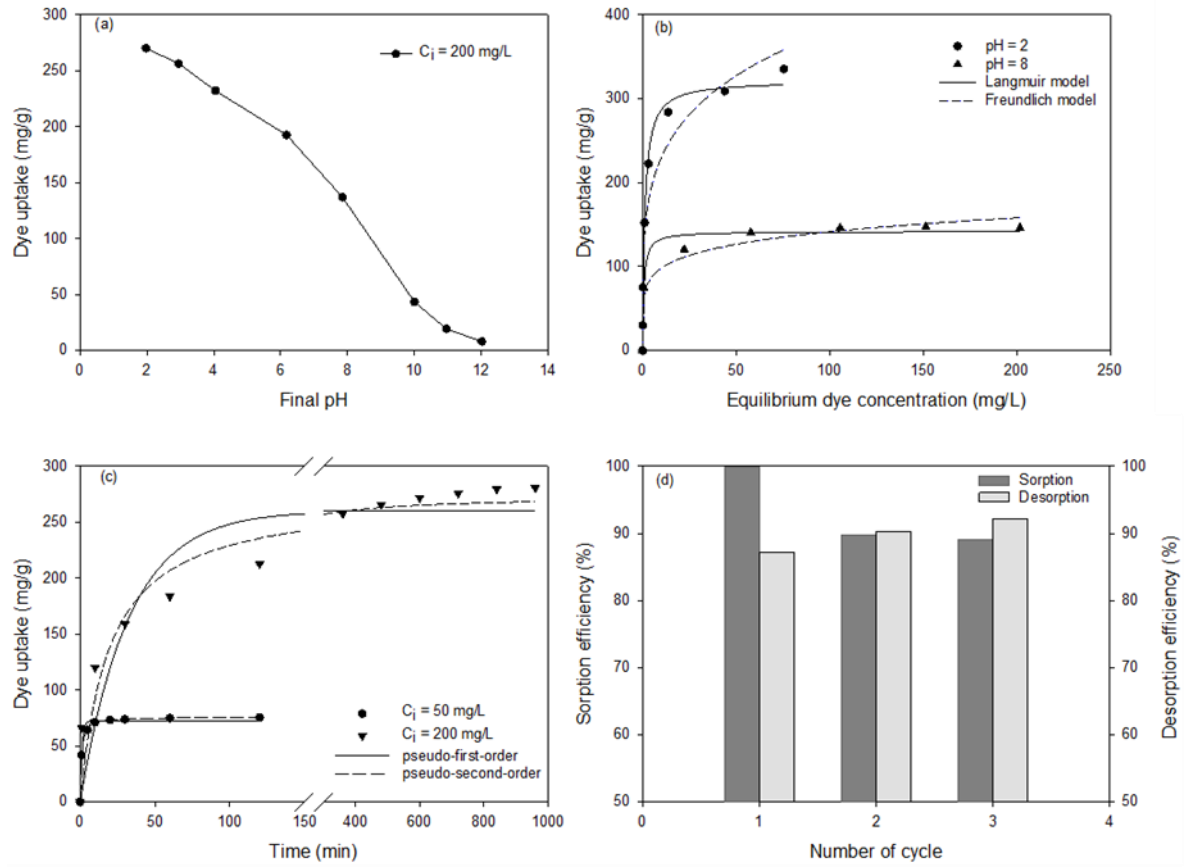 (a)
C_i = 200 mg/L
Dye uptake (mg/g)
300
250
200
150
100
50
0
0 2 4 6 8 10 12 14
Final pH
(b)
pH = 2
pH = 8
Langmuir model
Freundlich model
Dye uptake (mg/g)
400
300
200
100
0
0 50 100 150 200 250
Equilibrium dye concentration (mg/L)
(c)
Dye uptake (mg/g)
300
250
200
150
100
50
0
C_i = 50 mg/L
C_i = 200 mg/L
pseudo-first-order
pseudo-second-order
0 50 100 150 400 600 800 1000
Time (min)
(d)
Sorption
Desorption
Sorption efficiency (%)
100
90
80
70
60
50
Desorption efficiency (%)
100
90
80
70
60
50
0 1 2 3 4
Number of cycle